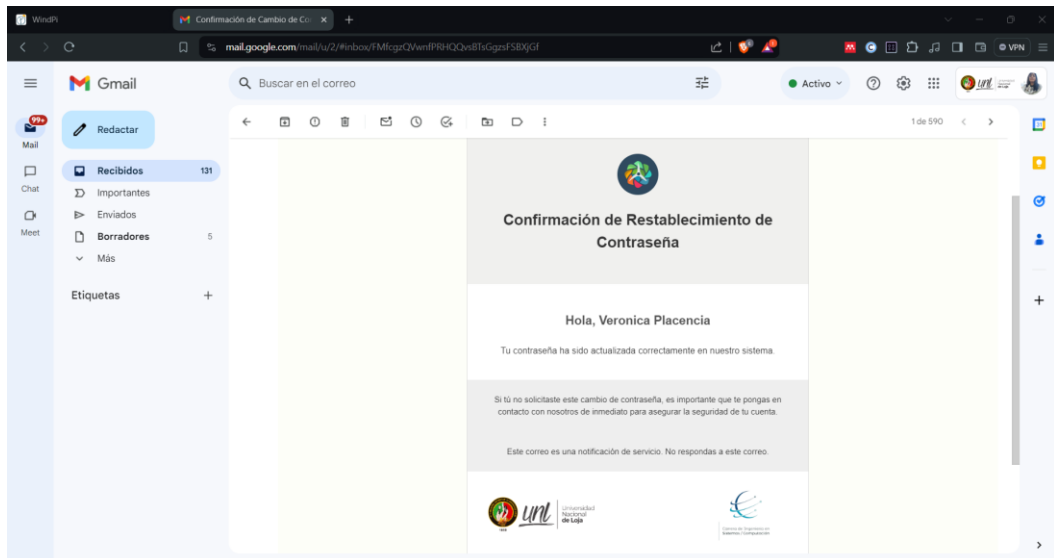 WindPi
Confirmación de Cambio de Co
mail.google.com/mail/u/2/#inbox/FMfcgzQVwnfPRHQQvsBTsGgzsFSBXjGf
VPN
Gmail
Buscar en el correo
Activo
unl
99+
Mail
Chat
Meet
Redactar
Recibidos 131
Importantes
Enviados
Borradores 5
Más
Etiquetas
1 de 590
Confirmación de Restablecimiento de
Contraseña
Hola, Veronica Placencia
Tu contraseña ha sido actualizada correctamente en nuestro sistema.
Si tú no solicitaste este cambio de contraseña, es importante que te pongas en
contacto con nosotros de inmediato para asegurar la seguridad de tu cuenta.
Este correo es una notificación de servicio. No respondas a este correo.
unl
Universidad
Nacional
de Loja